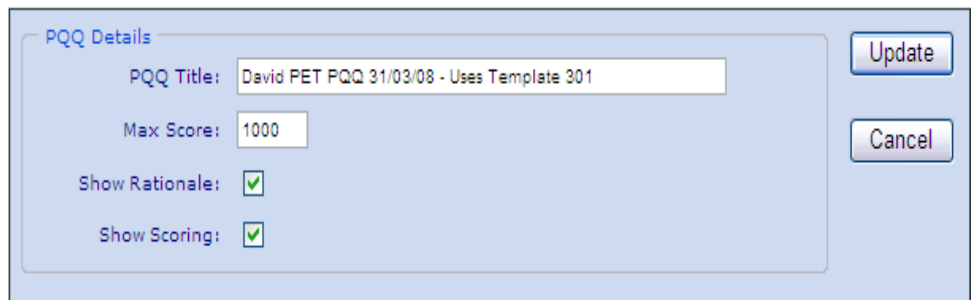 PQQ Details
PQQ Title: David PET PQQ 31/03/08 - Uses Template 301
Update
Max Score: 1000
Cancel
Show Rationale:
Show Scoring: